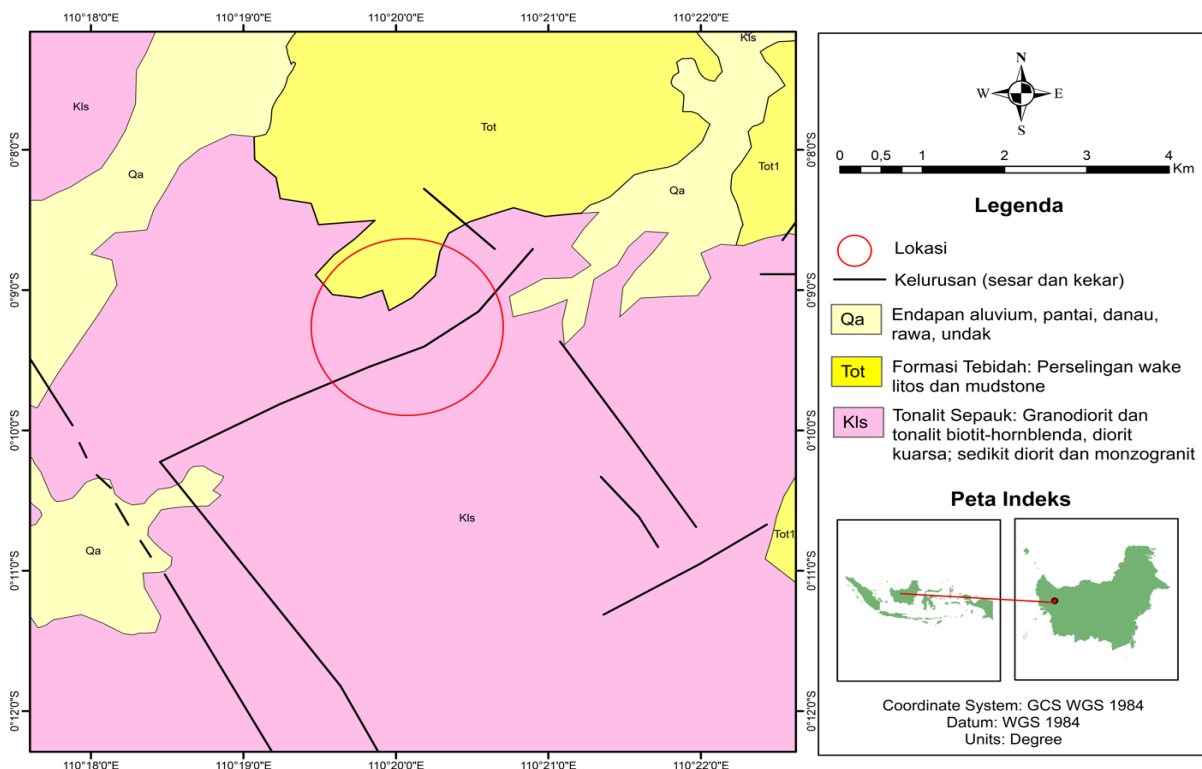 110°18'0"E 110°19'0"E 110°20'0"E 110°21'0"E 110°22'0"E
Kls
Kls
Tot
0°8'0"S 0°8'0"S
Tot1
Qa
Qa
0°9'0"S 0°9'0"S
0°10'0"S 0°10'0"S
Kls
Tot1
Qa
0°11'0"S 0°11'0"S
0°12'0"S 0°12'0"S
110°18'0"E 110°19'0"E 110°20'0"E 110°21'0"E 110°22'0"E
N
W E
S
0 0,5 1 2 3 4
Km
Legenda
Lokasi
Kelurusan (sesar dan kekar)
Qa Endapan aluvium, pantai, danau,
rawa, undak
Tot Formasi Tebidah: Perselingan wake
litos dan mudstone
Kls Tonalit Sepauk: Granodiorit dan
tonalit biotit-hornblenda, diorit
kuarsa; sedikit diorit dan monzogranit
Peta Indeks
Coordinate System: GCS WGS 1984
Datum: WGS 1984
Units: Degree